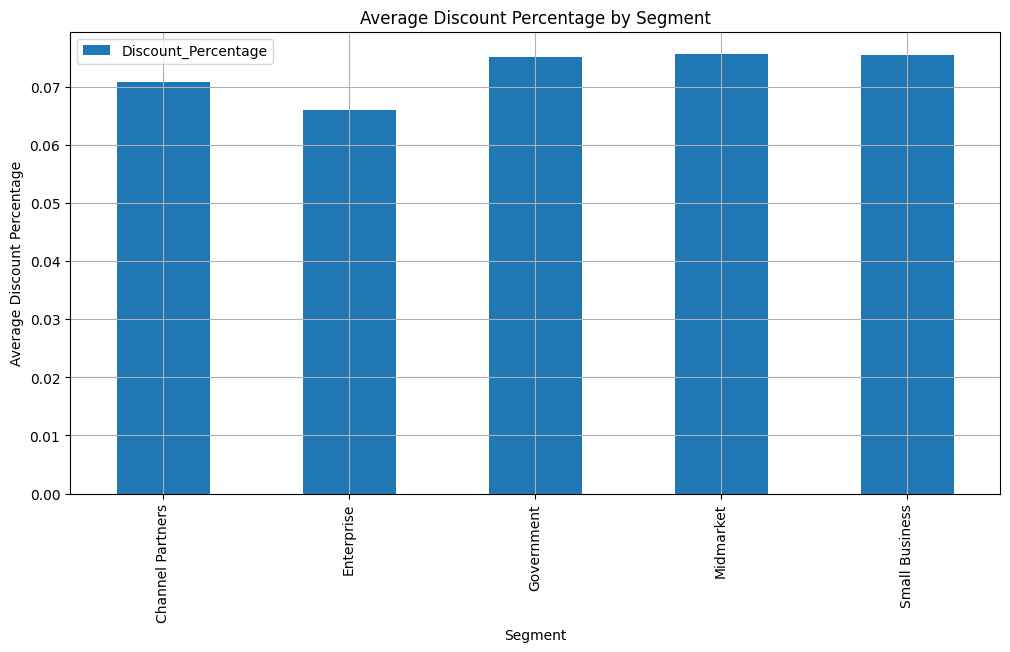 Average Discount Percentage by Segment
Discount_Percentage
Average Discount Percentage
0.07
0.06
0.05
0.04
0.03
0.02
0.01
0.00
Channel Partners
Enterprise
Government
Midmarket
Small Business
Segment